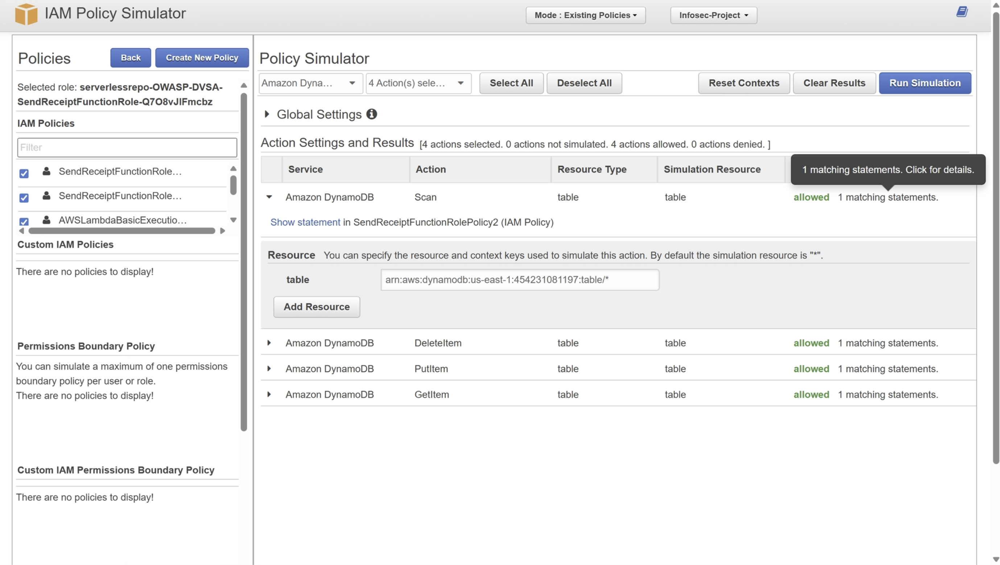 IAM Policy Simulator
Mode : Existing Policies
Infosec-Project
Policies
Back
Create New Policy
Selected role: serverlessrepo-OWASP-DVSA-
SendReceiptFunctionRole-Q7O8vJIFmcbz
IAM Policies
Filter
SendReceiptFunctionRole…
SendReceiptFunctionRole…
AWSLambdaBasicExecutio…
Custom IAM Policies
There are no policies to display!
Permissions Boundary Policy
You can simulate a maximum of one permissions
boundary policy per user or role.
There are no policies to display!
Custom IAM Permissions Boundary Policy
There are no policies to display!
Policy Simulator
Amazon Dyna…
4 Action(s) sele…
Select All
Deselect All
Reset Contexts
Clear Results
Run Simulation
Global Settings
Action Settings and Results [4 actions selected. 0 actions not simulated. 4 actions allowed. 0 actions denied. ]
Service Action Resource Type Simulation Resource
1 matching statements. Click for details.
Amazon DynamoDB Scan table table allowed 1 matching statements.
Show statement in SendReceiptFunctionRolePolicy2 (IAM Policy)
Resource You can specify the resource and context keys used to simulate this action. By default the simulation resource is "*".
table arn:aws:dynamodb:us-east-1:454231081197:table/*
Add Resource
Amazon DynamoDB DeleteItem table table allowed 1 matching statements.
Amazon DynamoDB PutItem table table allowed 1 matching statements.
Amazon DynamoDB GetItem table table allowed 1 matching statements.